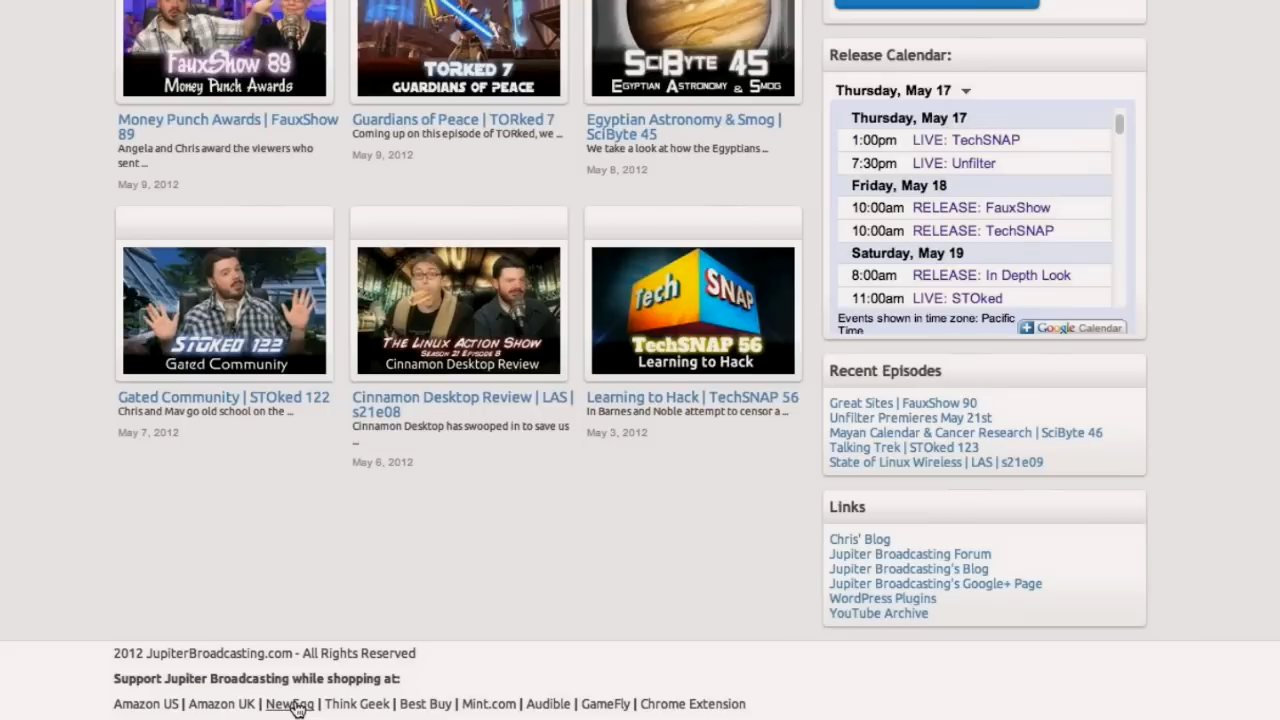 FauxShow 89
Money Punch Awards
TORKED 7
GUARDIANS OF PEACE
SciByte 45
Egyptian Astronomy & Smog
Money Punch Awards | FauxShow
89
Angela and Chris award the viewers who
sent ...
May 9, 2012
Guardians of Peace | TORked 7
Coming up on this episode of TORked, we ...
May 9, 2012
Egyptian Astronomy & Smog |
SciByte 45
We take a look at how the Egyptians ...
May 8, 2012
STOKED 122
Gated Community
THE LINUX ACTION SHOW
SEASON 21 EPISODE 8
Cinnamon Desktop Review
Tech SNAP
TechSNAP 56
Learning to Hack
Gated Community | STOked 122
Chris and Mav go old school on the ...
May 7, 2012
Cinnamon Desktop Review | LAS |
s21e08
Cinnamon Desktop has swooped in to save us
...
May 6, 2012
Learning to Hack | TechSNAP 56
In Barnes and Noble attempt to censor a ...
May 3, 2012
Release Calendar:
Thursday, May 17
Thursday, May 17
1:00pm LIVE: TechSNAP
7:30pm LIVE: Unfilter
Friday, May 18
10:00am RELEASE: FauxShow
10:00am RELEASE: TechSNAP
Saturday, May 19
8:00am RELEASE: In Depth Look
11:00am LIVE: STOked
Events shown in time zone: Pacific
Time
Google Calendar
Recent Episodes
Great Sites | FauxShow 90
Unfilter Premieres May 21st
Mayan Calendar & Cancer Research | SciByte 46
Talking Trek | STOked 123
State of Linux Wireless | LAS | s21e09
Links
Chris' Blog
Jupiter Broadcasting Forum
Jupiter Broadcasting's Blog
Jupiter Broadcasting's Google+ Page
WordPress Plugins
YouTube Archive
2012 JupiterBroadcasting.com - All Rights Reserved
Support Jupiter Broadcasting while shopping at:
Amazon US | Amazon UK | NewEgg | Think Geek | Best Buy | Mint.com | Audible | GameFly | Chrome Extension